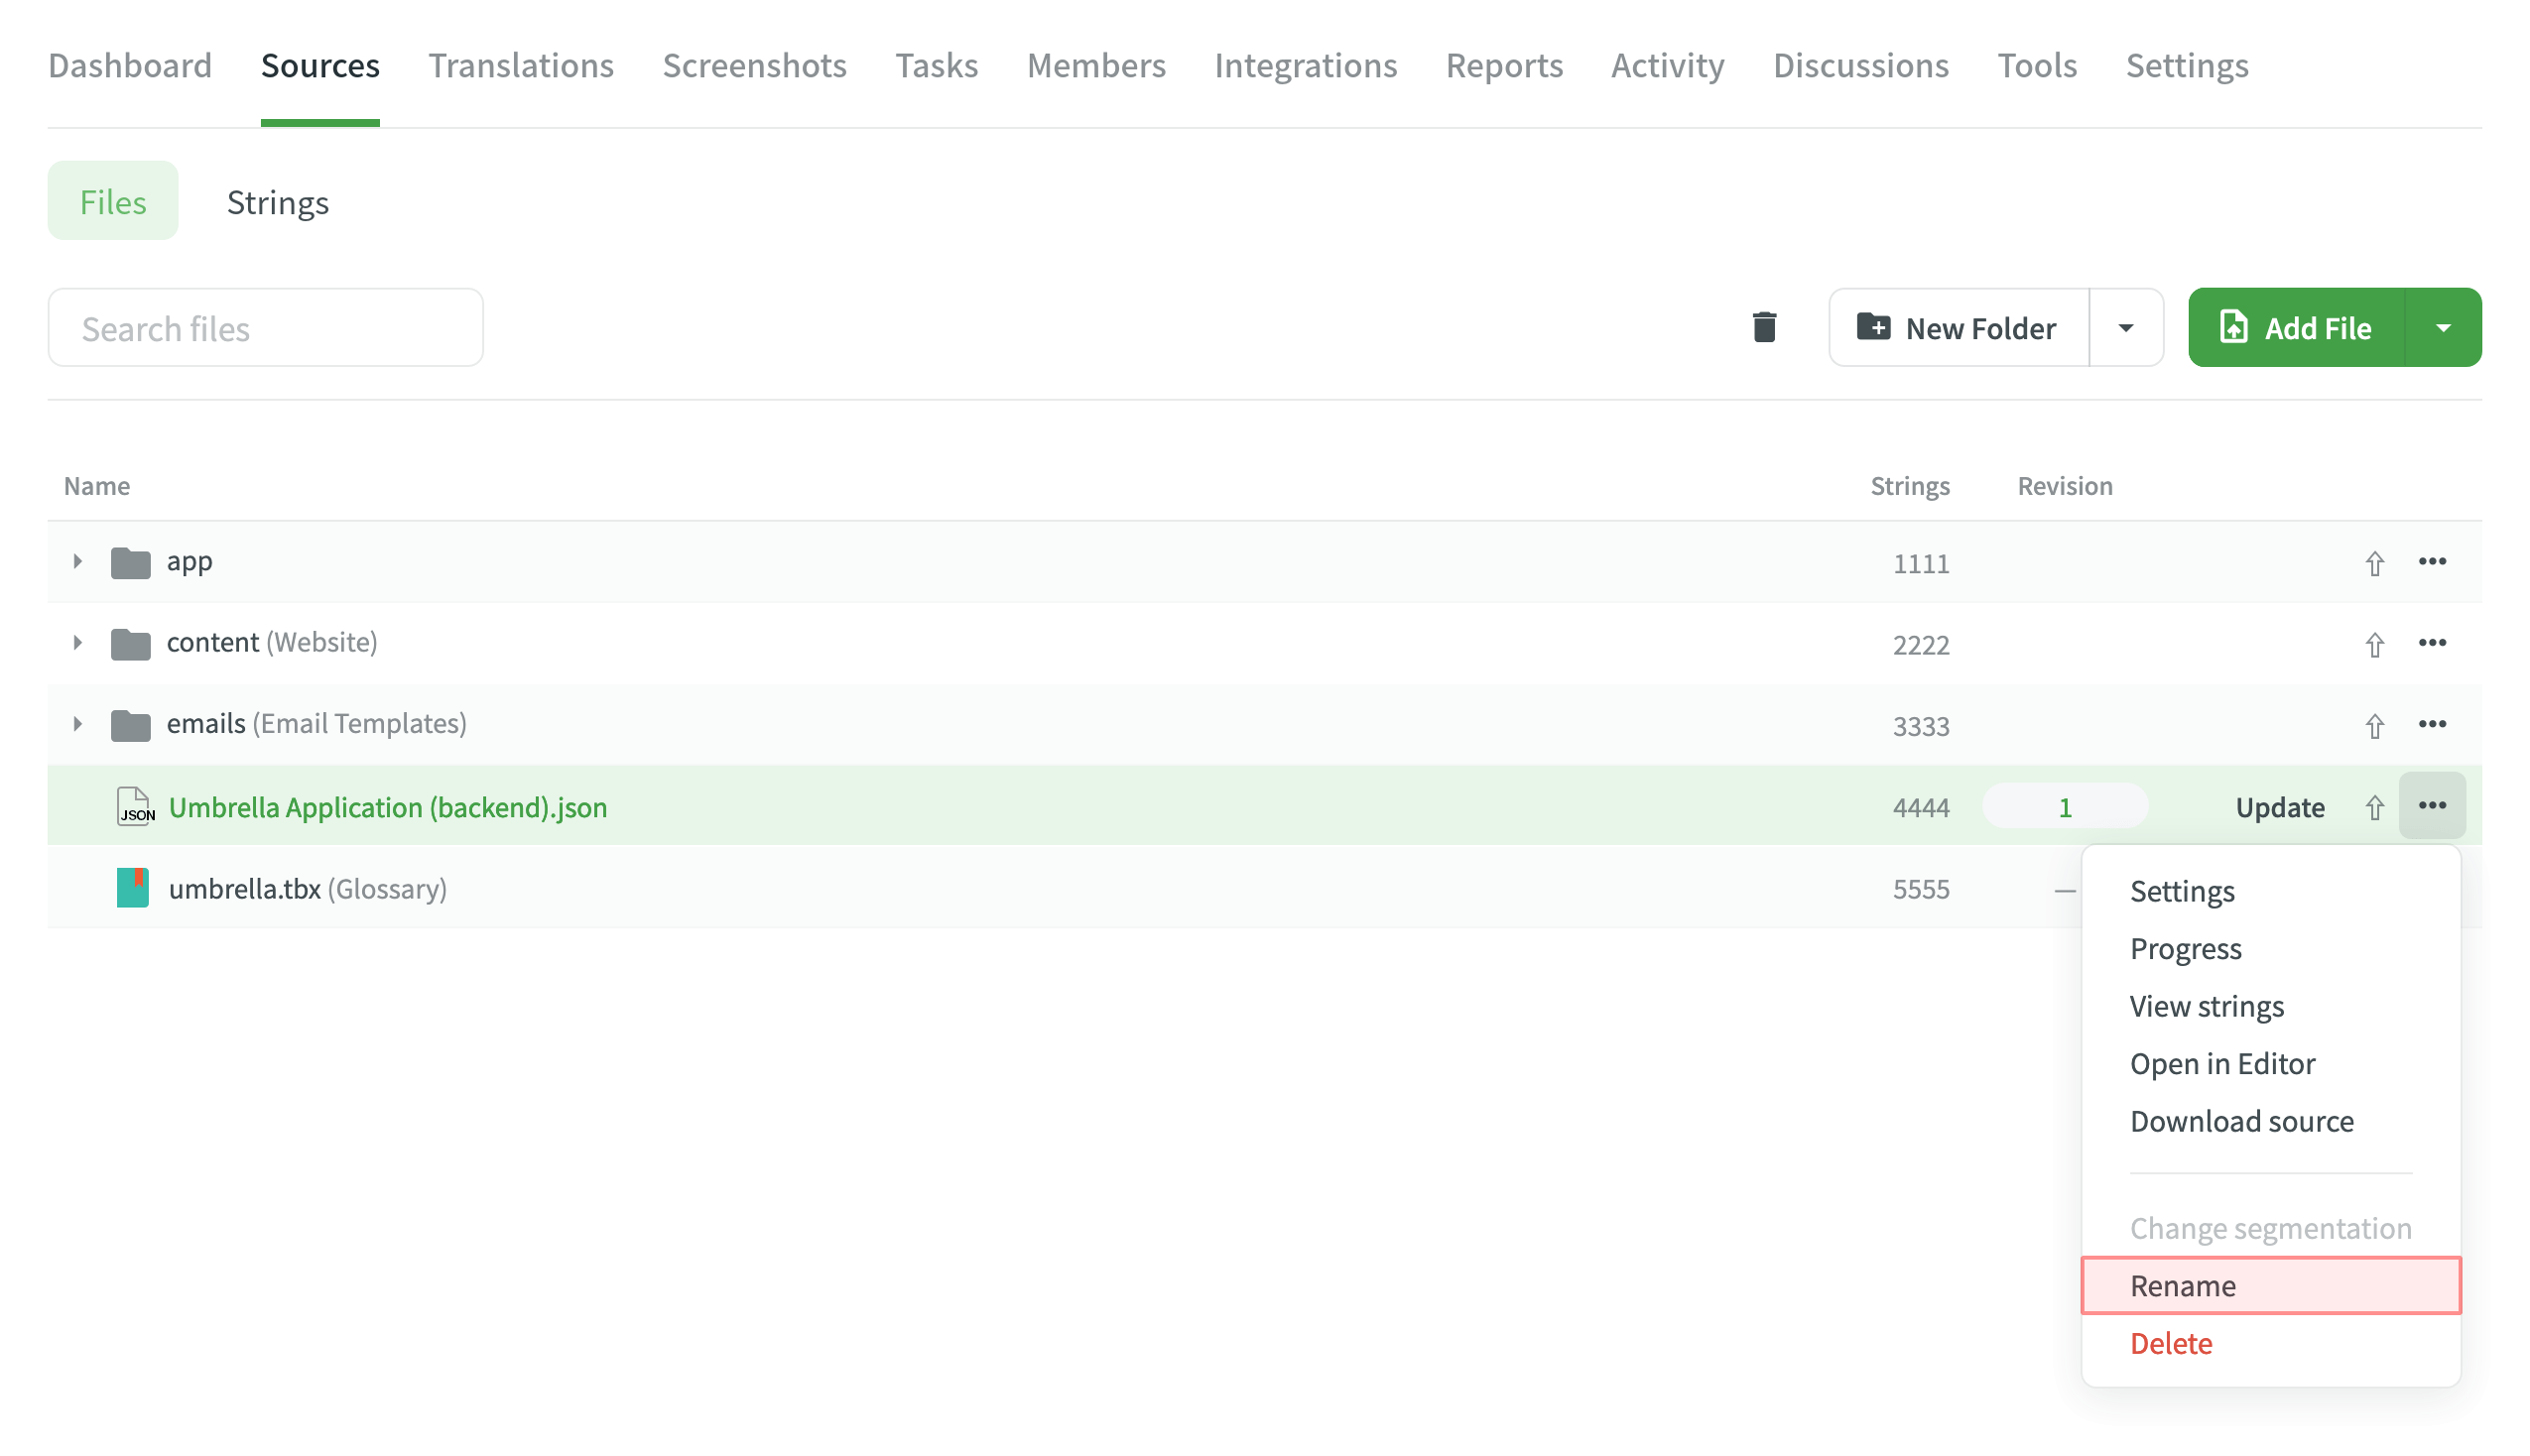 Dashboard Sources Translations Screenshots Tasks Members Integrations Reports Activity Discussions Tools Settings
Files Strings
Search files New Folder Add File
Name Strings Revision
app 1111
content (Website) 2222
emails (Email Templates) 3333
JSON Umbrella Application (backend).json 4444 1 Update
umbrella.tbx (Glossary) 5555 —
Settings
Progress
View strings
Open in Editor
Download source
Change segmentation
Rename
Delete